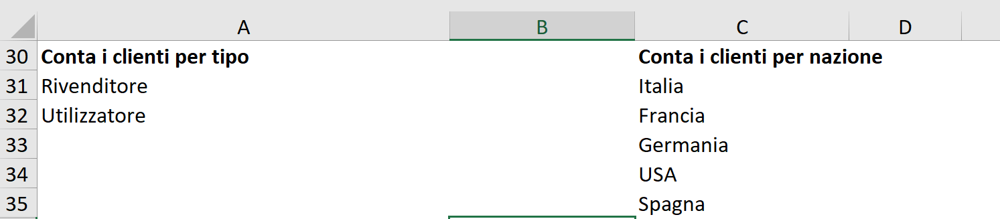 A B C D
30 Conta i clienti per tipo Conta i clienti per nazione
31 Rivenditore Italia
32 Utilizzatore Francia
33 Germania
34 USA
35 Spagna